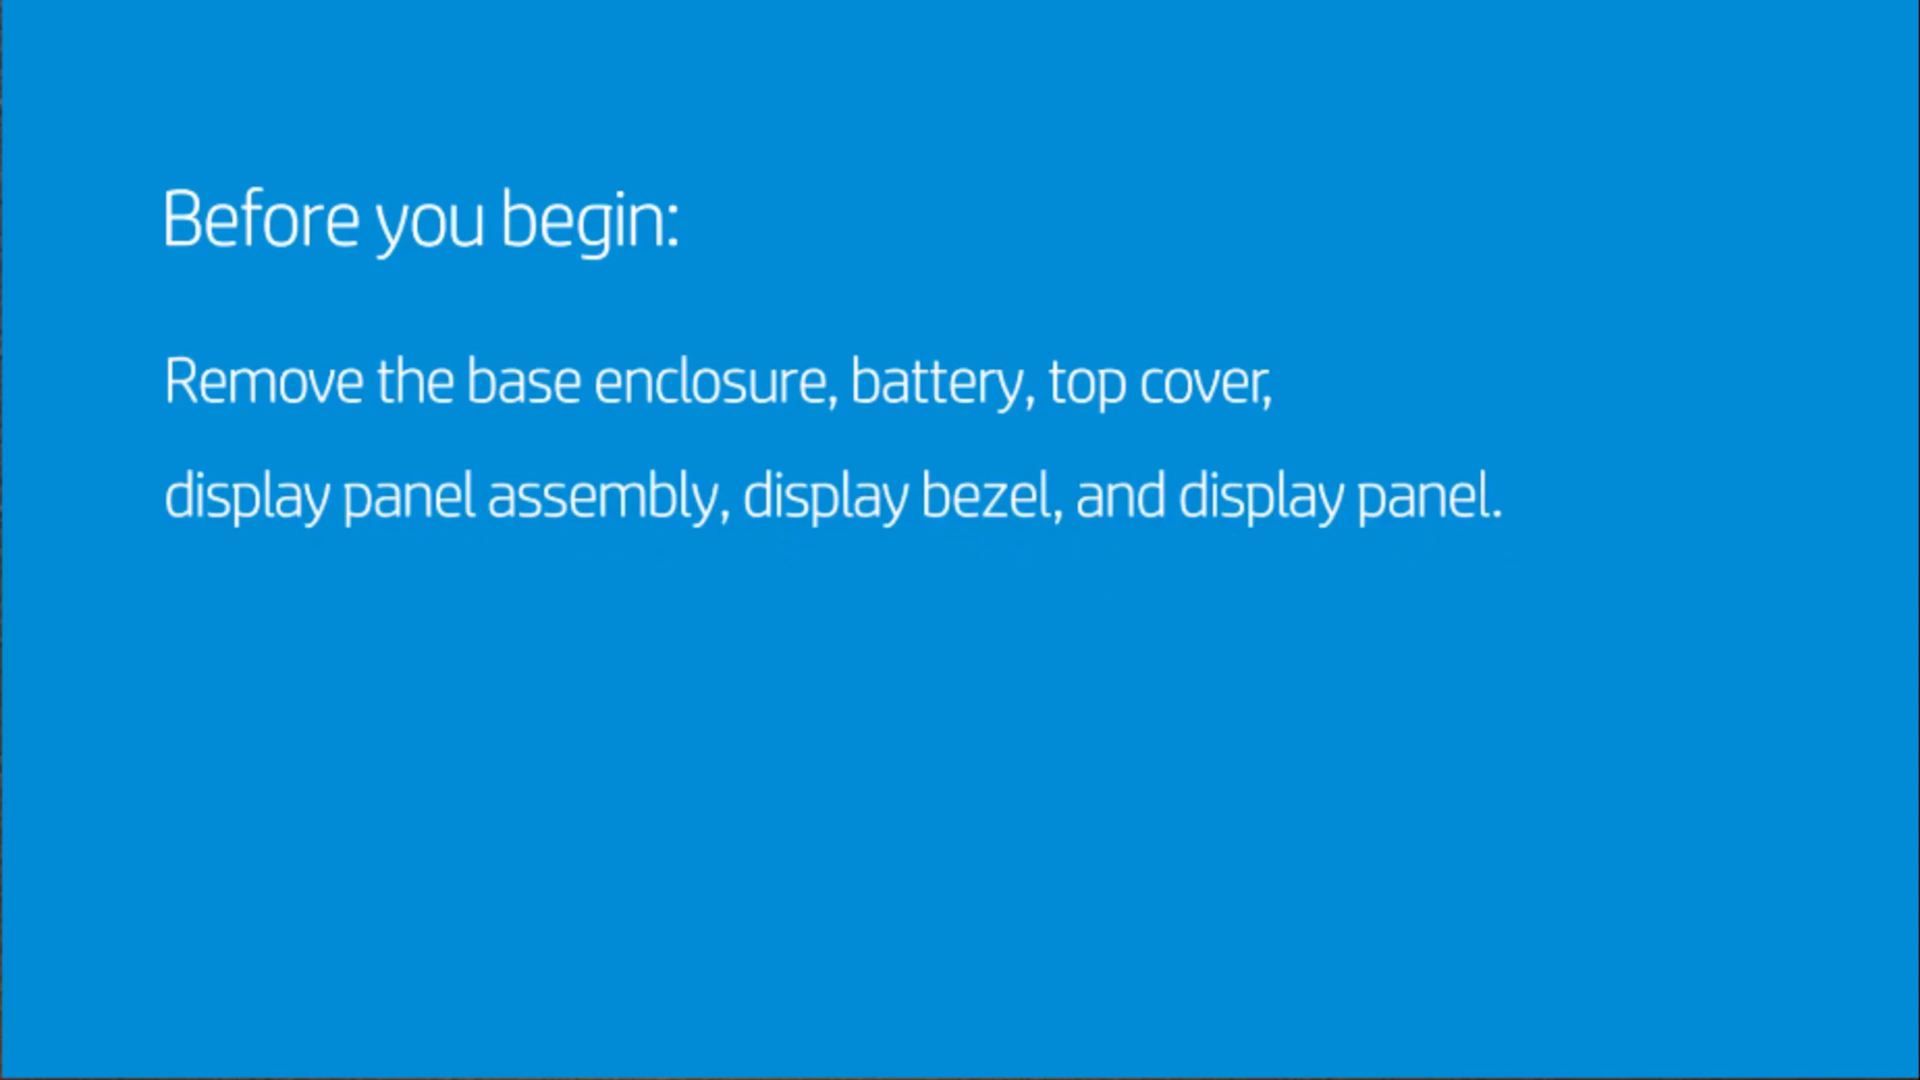 Before you begin:
Remove the base enclosure, battery, top cover,
display panel assembly, display bezel, and display panel.